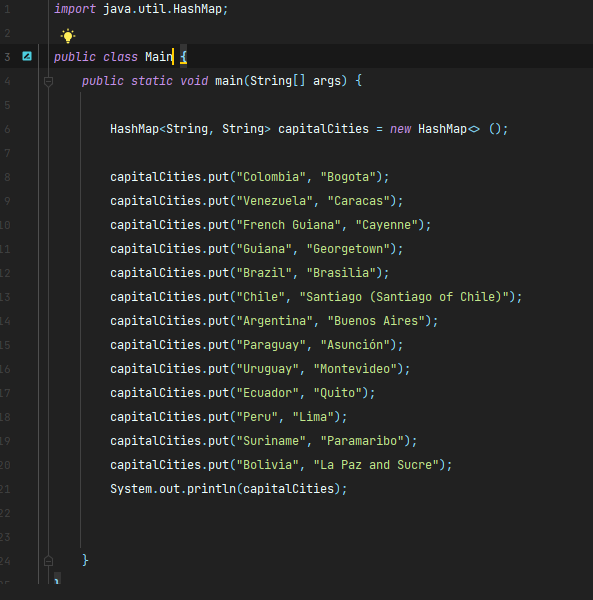 1 import java.util.HashMap;
2
3 public class Main {
4 public static void main(String[] args) {
5
6 HashMap<String, String> capitalCities = new HashMap<> ();
7
8 capitalCities.put("Colombia", "Bogota");
9 capitalCities.put("Venezuela", "Caracas");
10 capitalCities.put("French Guiana", "Cayenne");
11 capitalCities.put("Guiana", "Georgetown");
12 capitalCities.put("Brazil", "Brasilia");
13 capitalCities.put("Chile", "Santiago (Santiago of Chile)");
14 capitalCities.put("Argentina", "Buenos Aires");
15 capitalCities.put("Paraguay", "Asunción");
16 capitalCities.put("Uruguay", "Montevideo");
17 capitalCities.put("Ecuador", "Quito");
18 capitalCities.put("Peru", "Lima");
19 capitalCities.put("Suriname", "Paramaribo");
20 capitalCities.put("Bolivia", "La Paz and Sucre");
21 System.out.println(capitalCities);
22
23
24 }
25 }